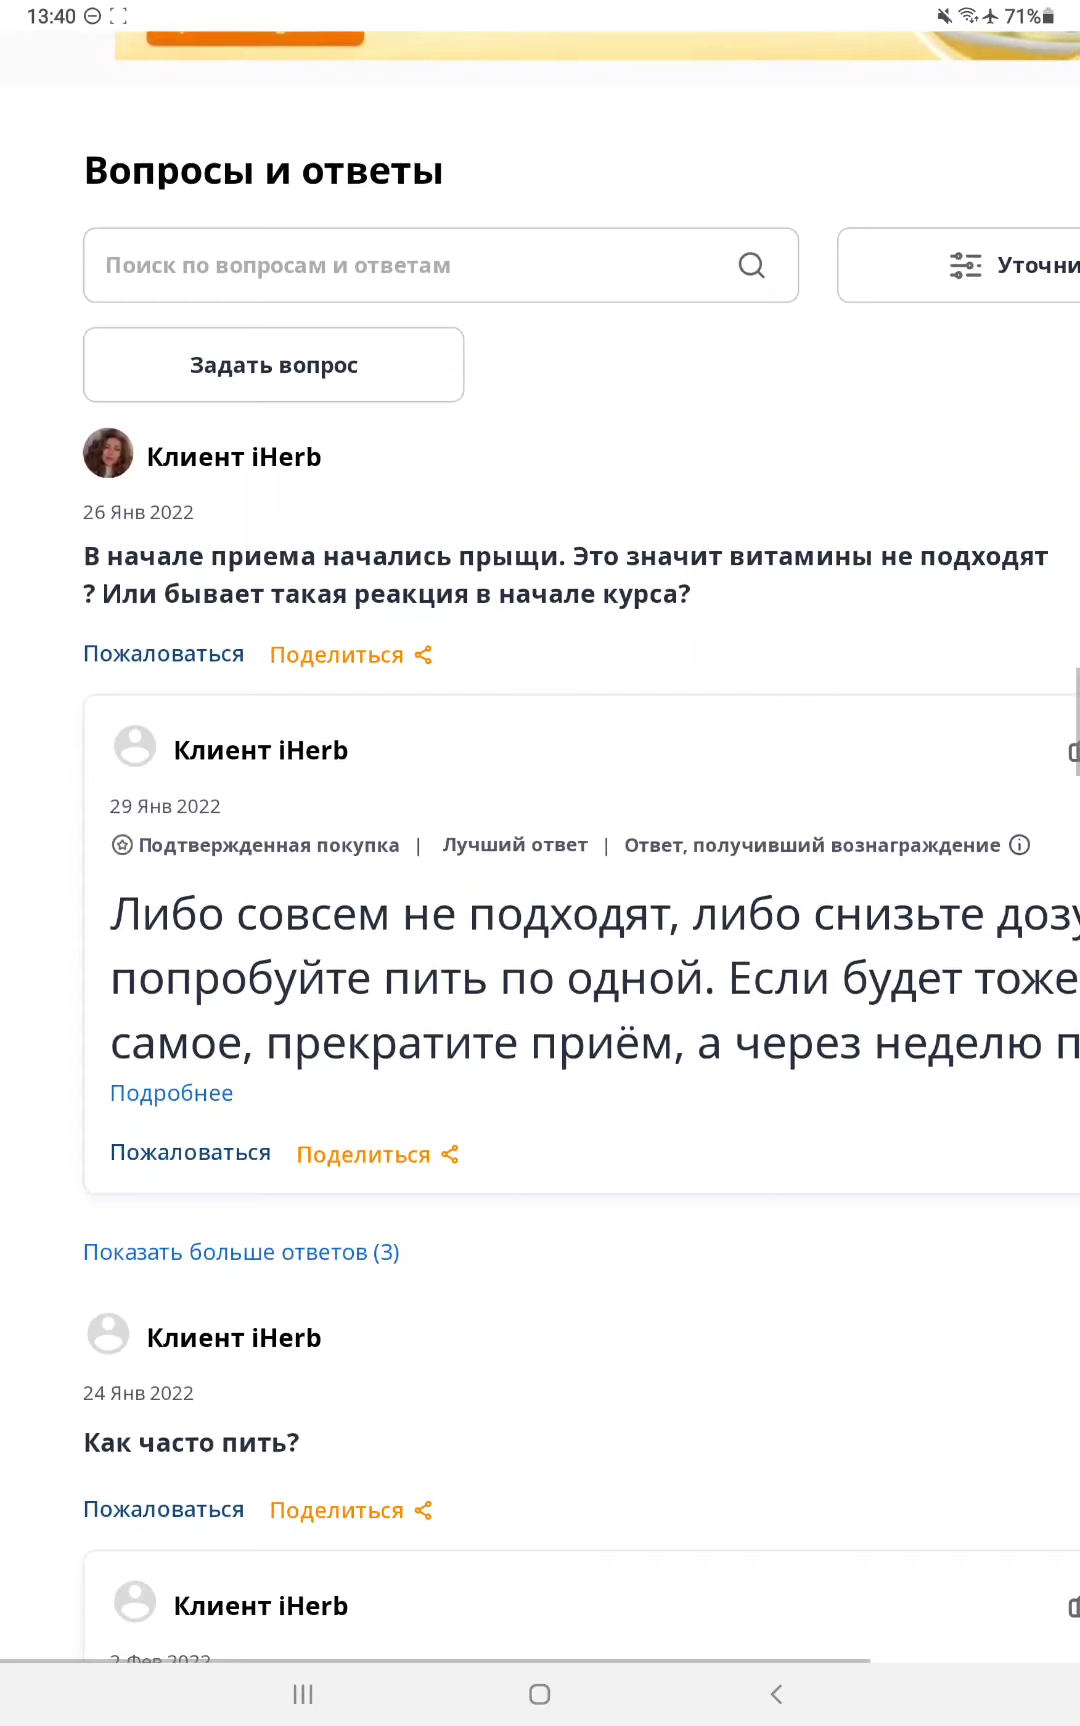 13:40
71%
Вопросы и ответы
Поиск по вопросам и ответам
Уточни
Задать вопрос
Клиент iHerb
26 Янв 2022
В начале приема начались прыщи. Это значит витамины не подходят
? Или бывает такая реакция в начале курса?
Пожаловаться Поделиться
Клиент iHerb
29 Янв 2022
Подтвержденная покупка | Лучший ответ | Ответ, получивший вознаграждение
Либо совсем не подходят, либо снизьте дозу
попробуйте пить по одной. Если будет тоже
самое, прекратите приём, а через неделю п
Подробнее
Пожаловаться Поделиться
Показать больше ответов (3)
Клиент iHerb
24 Янв 2022
Как часто пить?
Пожаловаться Поделиться
Клиент iHerb
2 Фев 2022